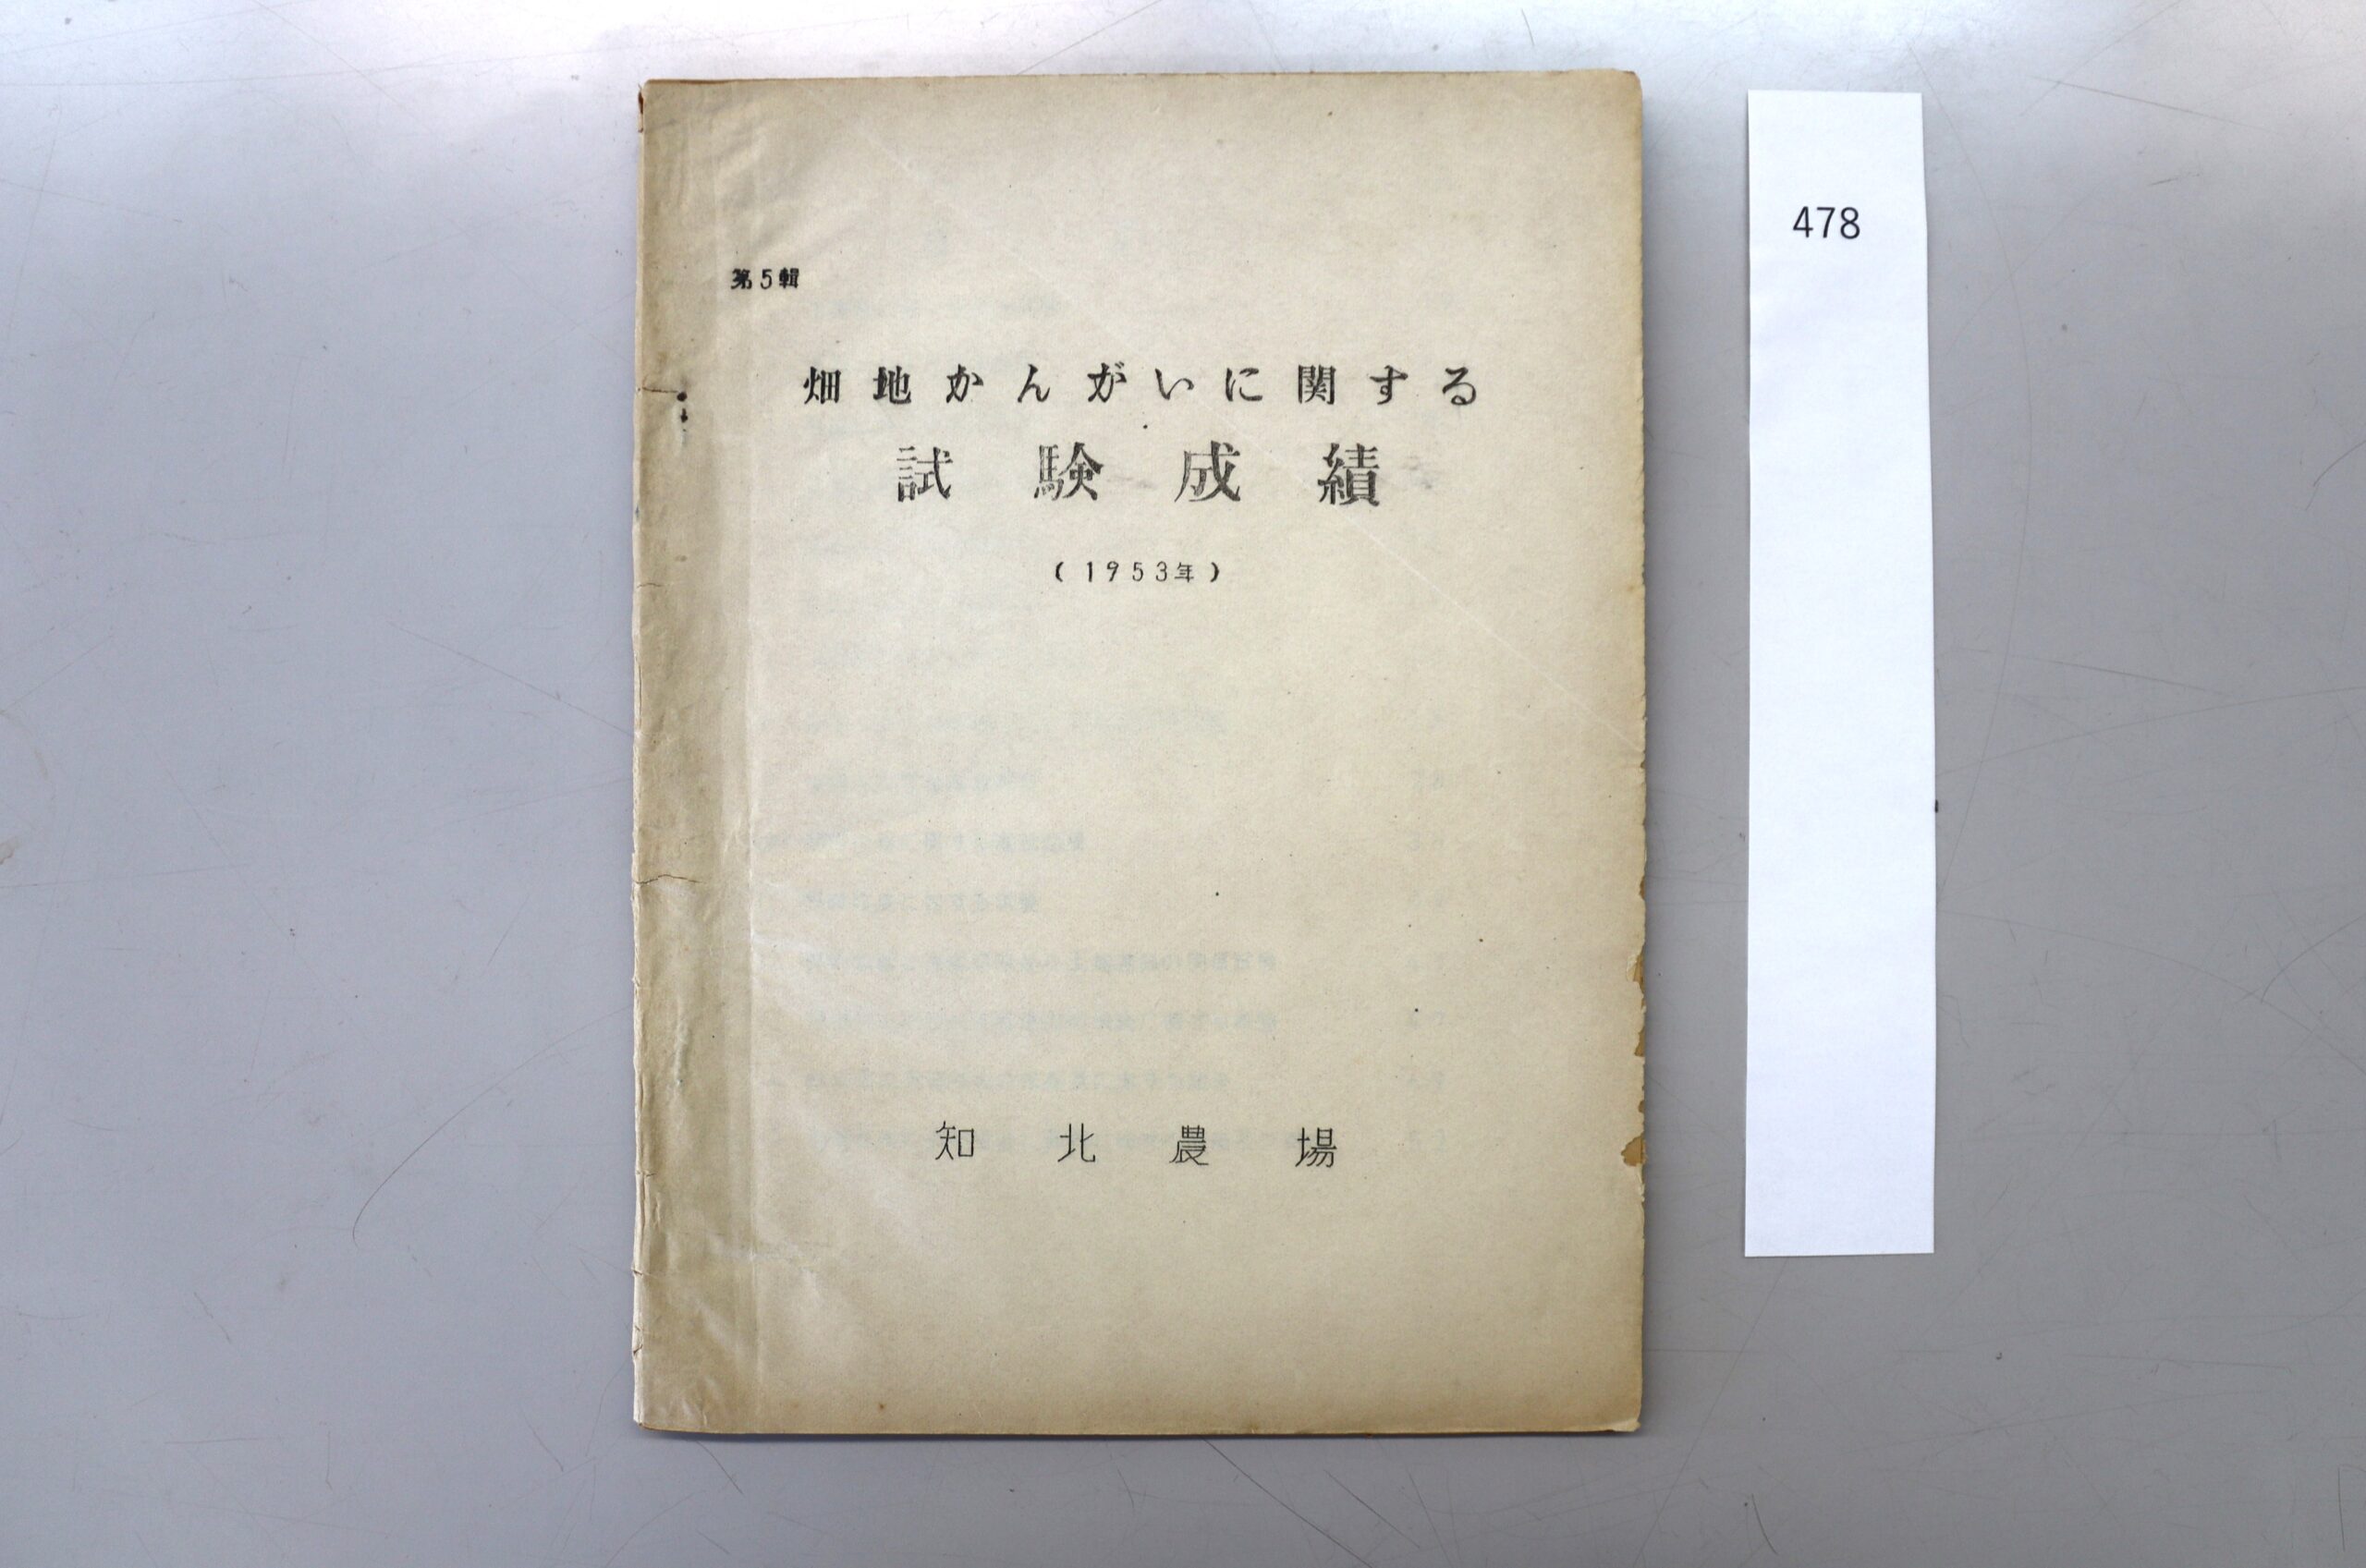 第5輯
畑地かんがいに関する
試験成績
(1953年)
知北農場
478